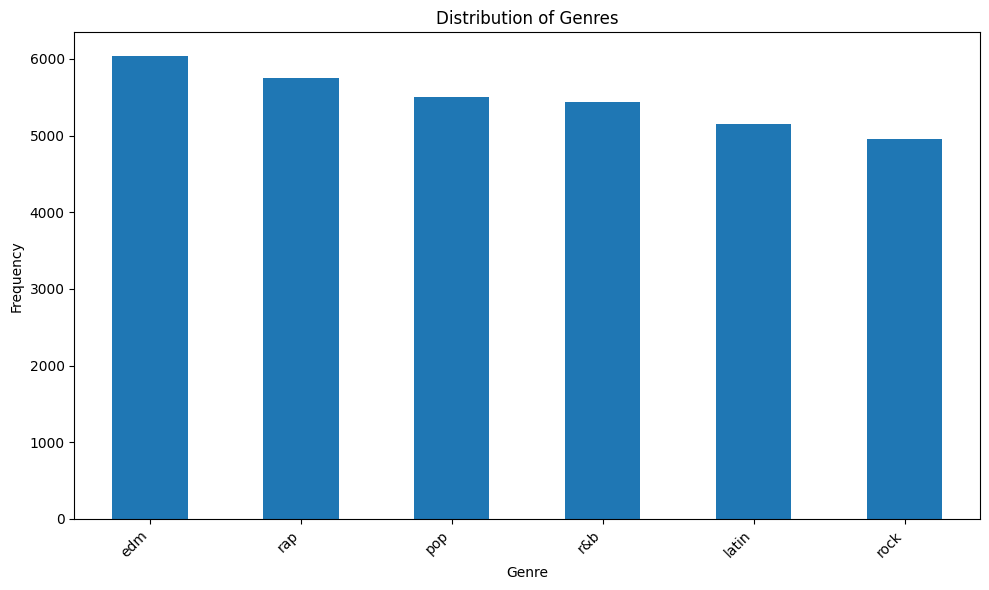 Distribution of Genres
Frequency
6000
5000
4000
3000
2000
1000
0
edm
rap
pop
r&b
latin
rock
Genre